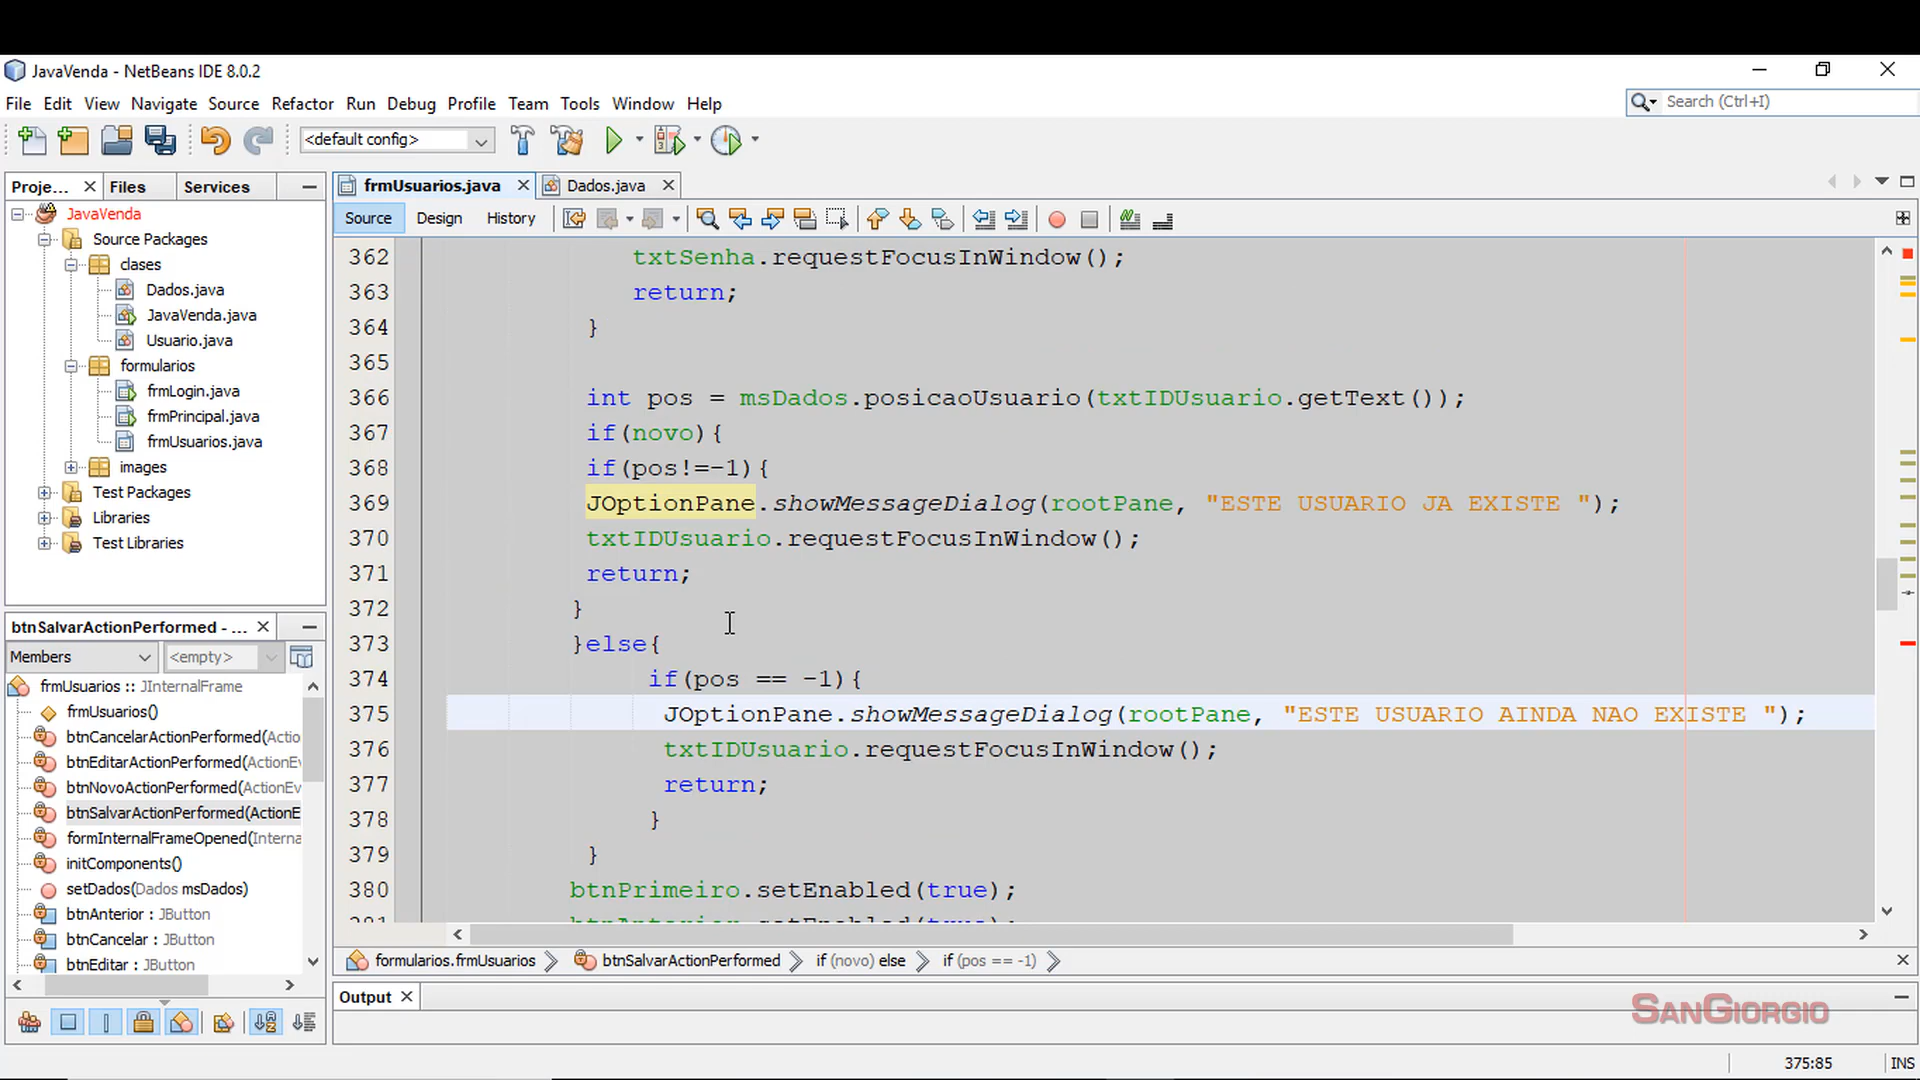 JavaVenda - NetBeans IDE 8.0.2
File Edit View Navigate Source Refactor Run Debug Profile Team Tools Window Help
Search (Ctrl+I)
<default config>
Proje... Files Services
frmUsuarios.java Dados.java
Source Design History
JavaVenda
Source Packages
clases
Dados.java
JavaVenda.java
Usuario.java
formularios
frmLogin.java
frmPrincipal.java
frmUsuarios.java
images
Test Packages
Libraries
Test Libraries
362 txtSenha.requestFocusInWindow();
363 return;
364 }
365
366 int pos = msDados.posicaoUsuario(txtIDUsuario.getText());
367 if(novo){
368 if(pos!=-1){
369 JOptionPane.showMessageDialog(rootPane, "ESTE USUARIO JA EXISTE ");
370 txtIDUsuario.requestFocusInWindow();
371 return;
372 }
373 }else{
374 if(pos == -1){
375 JOptionPane.showMessageDialog(rootPane, "ESTE USUARIO AINDA NAO EXISTE ");
376 txtIDUsuario.requestFocusInWindow();
377 return;
378 }
379 }
380 btnPrimeiro.setEnabled(true);
btnSalvarActionPerformed - ...
Members <empty>
frmUsuarios :: JInternalFrame
frmUsuarios()
btnCancelarActionPerformed(Actio
btnEditarActionPerformed(ActionEv
btnNovoActionPerformed(ActionEv
btnSalvarActionPerformed(ActionE
formInternalFrameOpened(Interna
initComponents()
setDados(Dados msDados)
btnAnterior : JButton
btnCancelar : JButton
btnEditar : JButton
formularios.frmUsuarios btnSalvarActionPerformed if (novo) else if (pos == -1)
Output
SANGIORGIO
375:85 INS